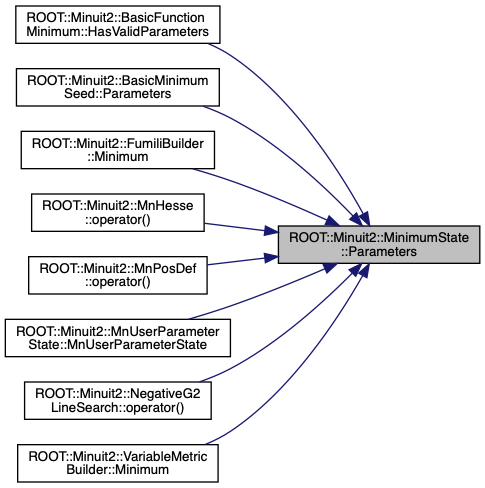 ROOT::Minuit2::BasicFunction
Minimum::HasValidParameters
ROOT::Minuit2::BasicMinimum
Seed::Parameters
ROOT::Minuit2::FumiliBuilder
::Minimum
ROOT::Minuit2::MnHesse
::operator()
ROOT::Minuit2::MinimumState
::Parameters
ROOT::Minuit2::MnPosDef
::operator()
ROOT::Minuit2::MnUserParameter
State::MnUserParameterState
ROOT::Minuit2::NegativeG2
LineSearch::operator()
ROOT::Minuit2::VariableMetric
Builder::Minimum